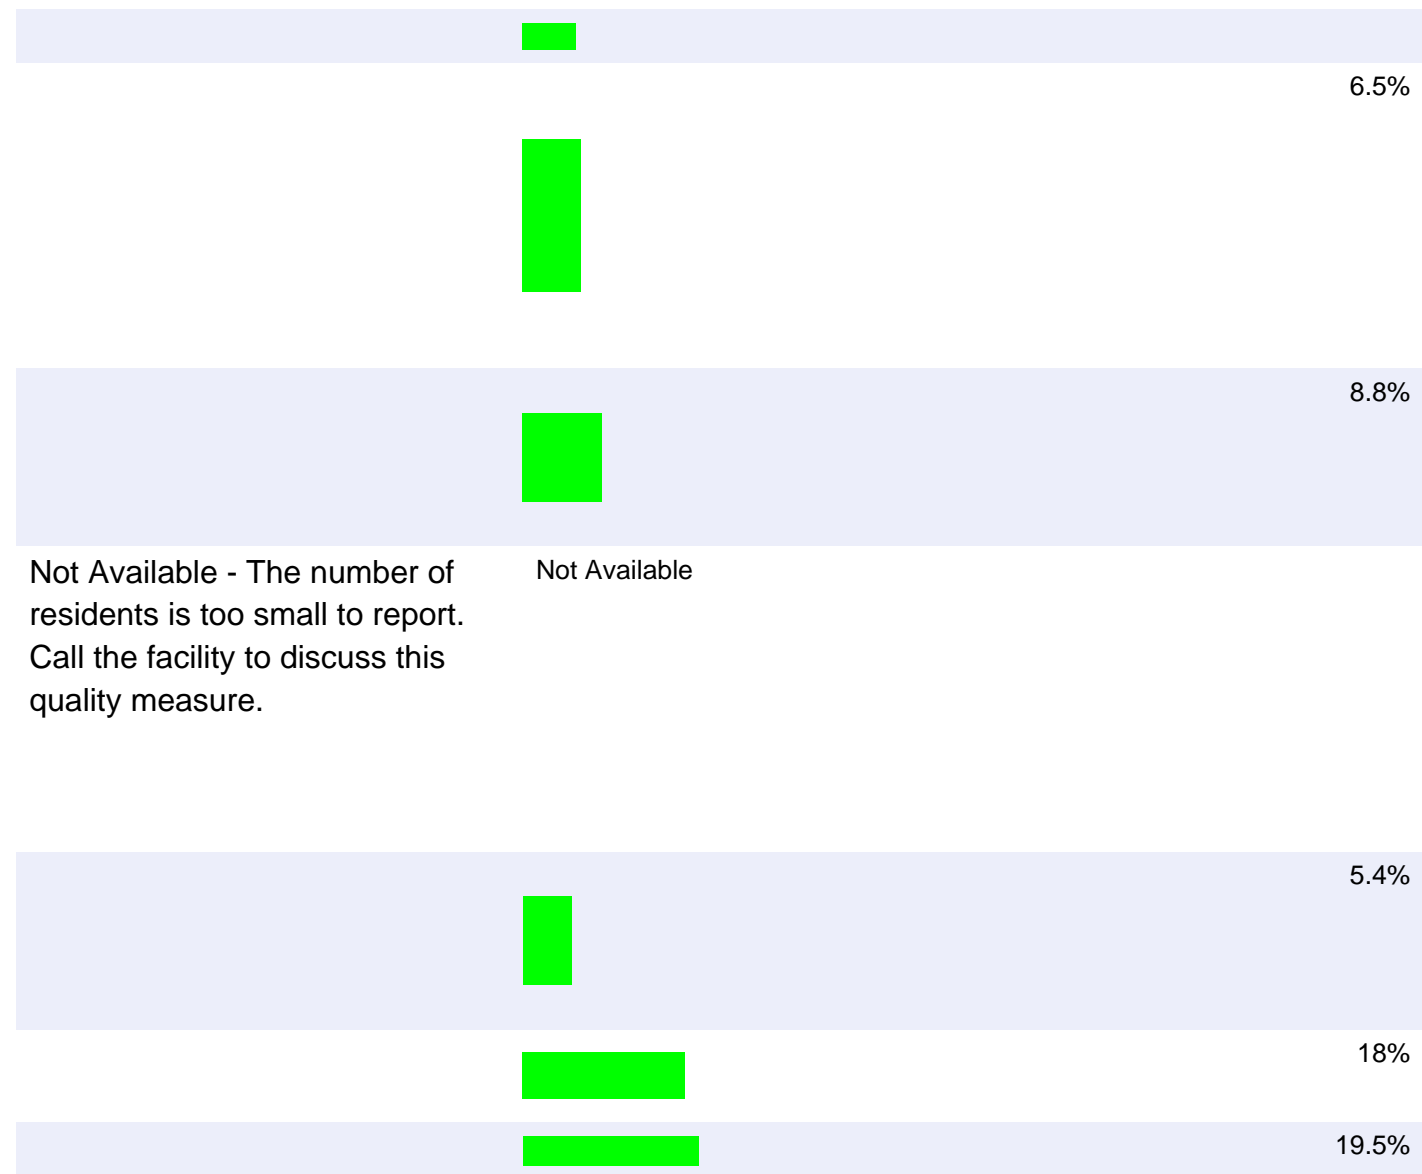 6.5%
8.8%
Not Available - The number of
residents is too small to report.
Call the facility to discuss this
quality measure.
Not Available
5.4%
18%
19.5%